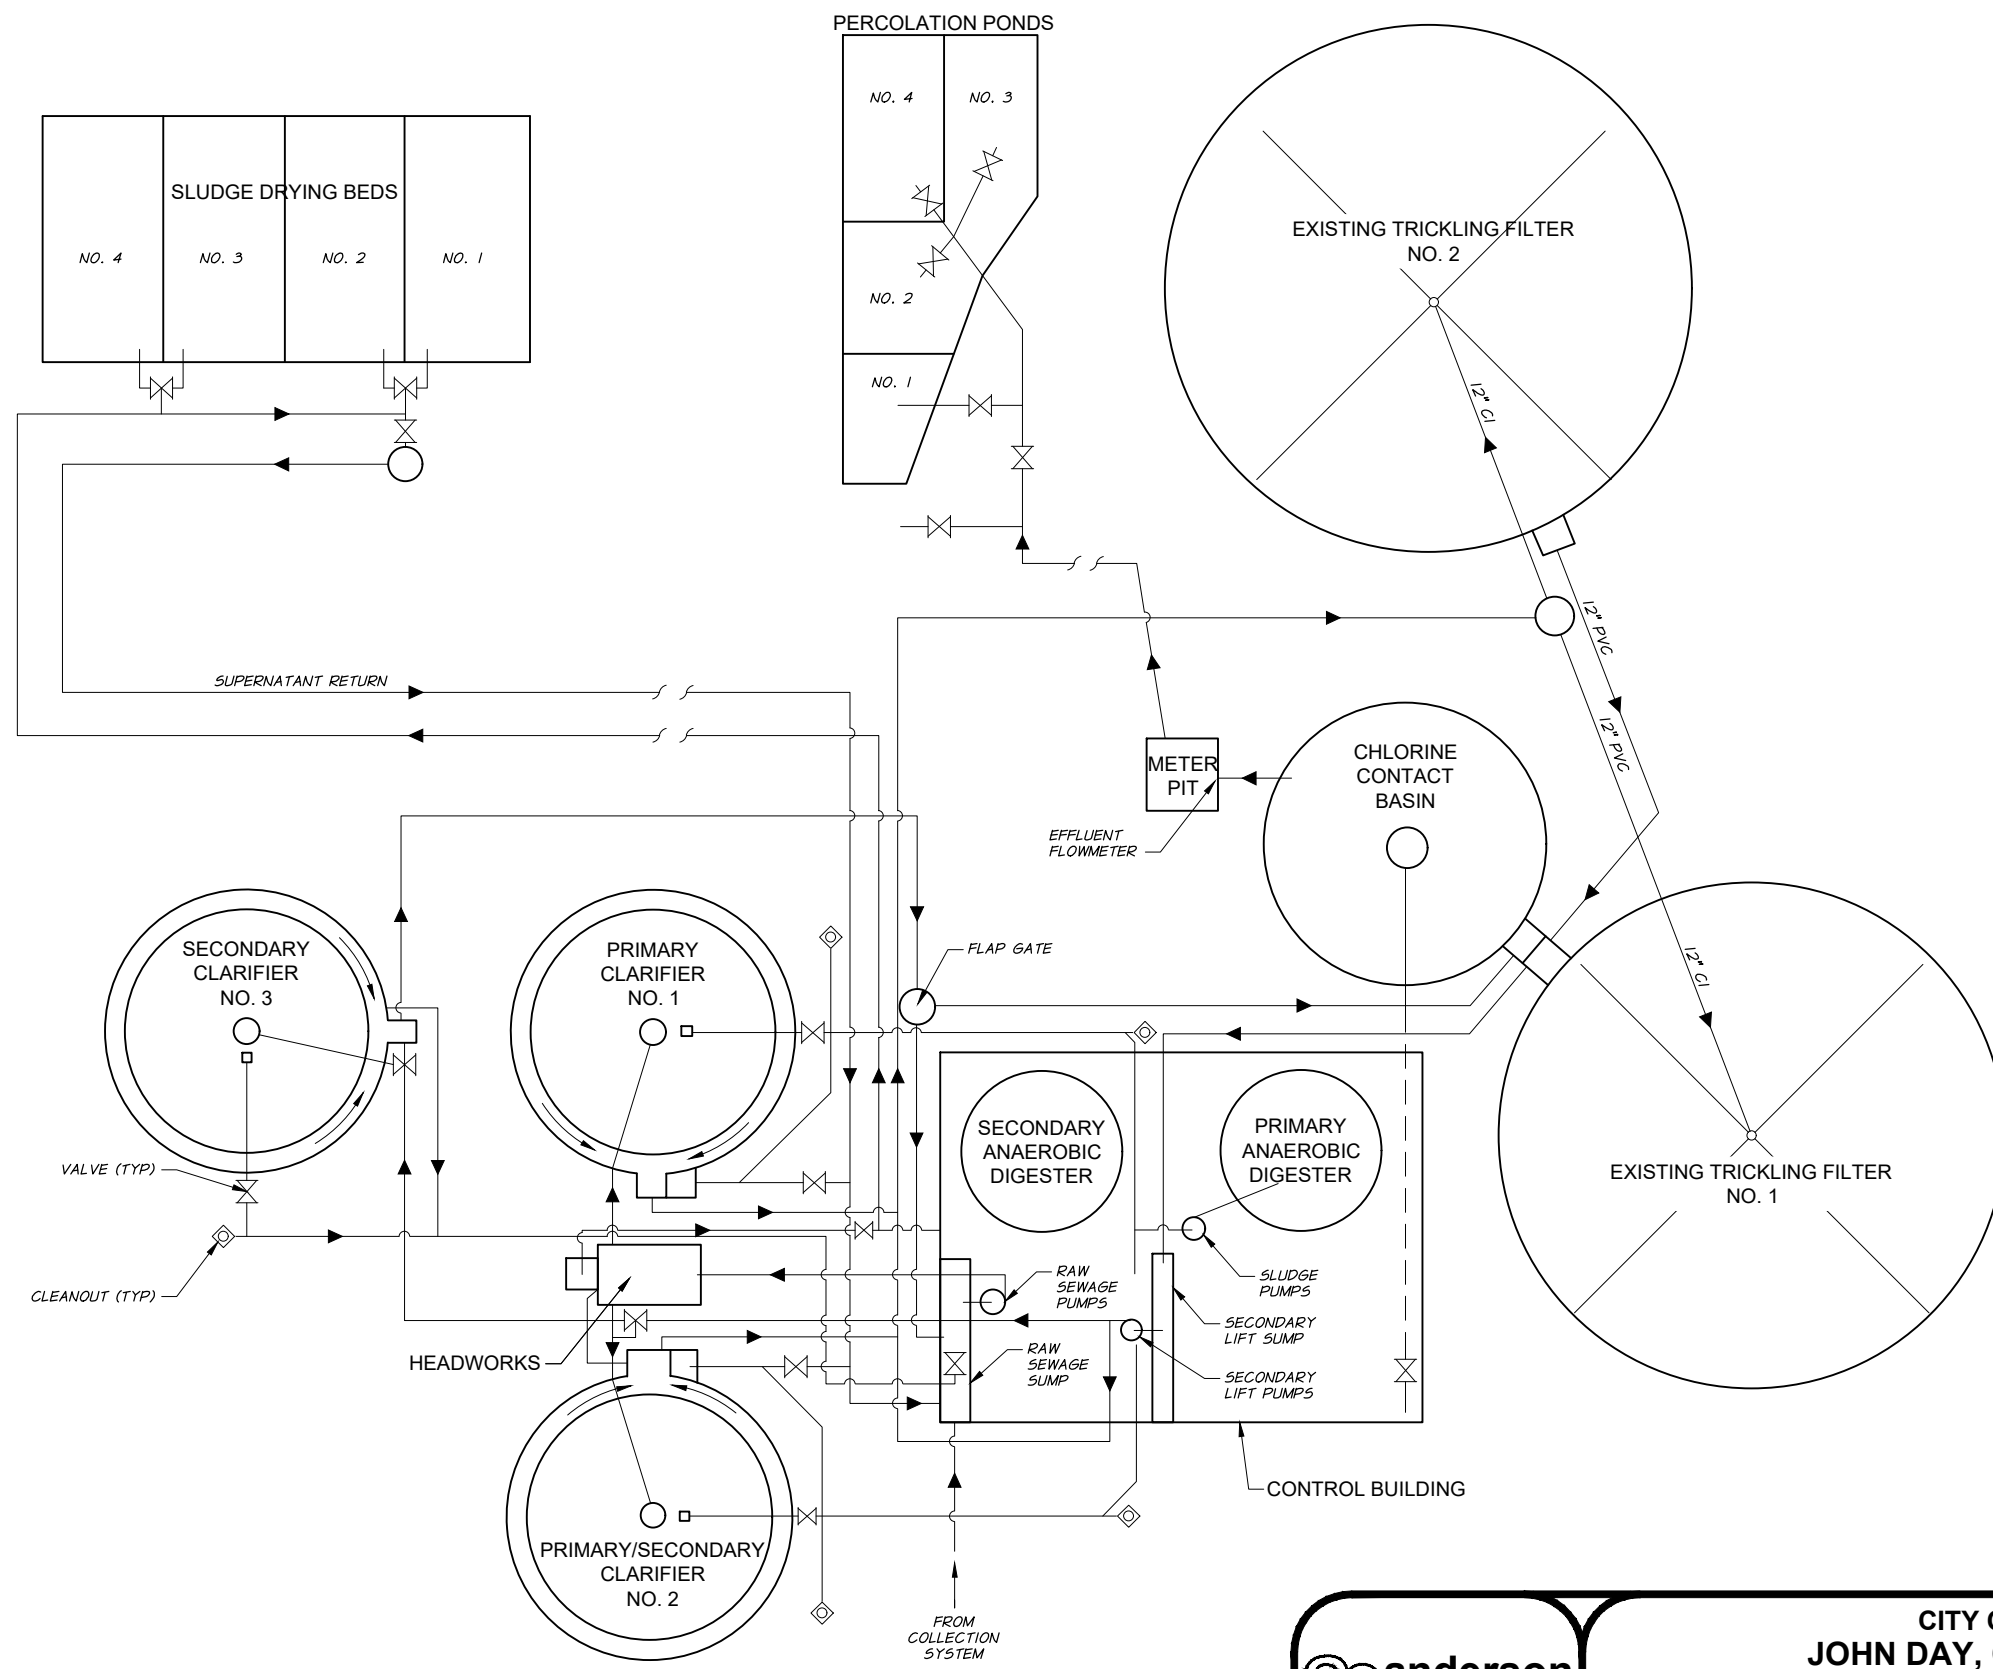 PERCOLATION PONDS
NO. 4
NO. 3
NO. 2
NO. 1
SLUDGE DRYING BEDS
NO. 4
NO. 3
NO. 2
NO. 1
EXISTING TRICKLING FILTER
NO. 2
12" CI
12" PVC
12" PVC
12" CI
SUPERNATANT RETURN
METER
PIT
CHLORINE
CONTACT
BASIN
EFFLUENT
FLOWMETER
SECONDARY
CLARIFIER
NO. 3
PRIMARY
CLARIFIER
NO. 1
FLAP GATE
SECONDARY
ANAEROBIC
DIGESTER
PRIMARY
ANAEROBIC
DIGESTER
EXISTING TRICKLING FILTER
NO. 1
VALVE (TYP)
CLEANOUT (TYP)
HEADWORKS
RAW
SEWAGE
PUMPS
SLUDGE
PUMPS
SECONDARY
LIFT SUMP
RAW
SEWAGE
SUMP
SECONDARY
LIFT PUMPS
CONTROL BUILDING
PRIMARY/SECONDARY
CLARIFIER
NO. 2
FROM
COLLECTION
SYSTEM
CITY
JOHN DAY,
anderson